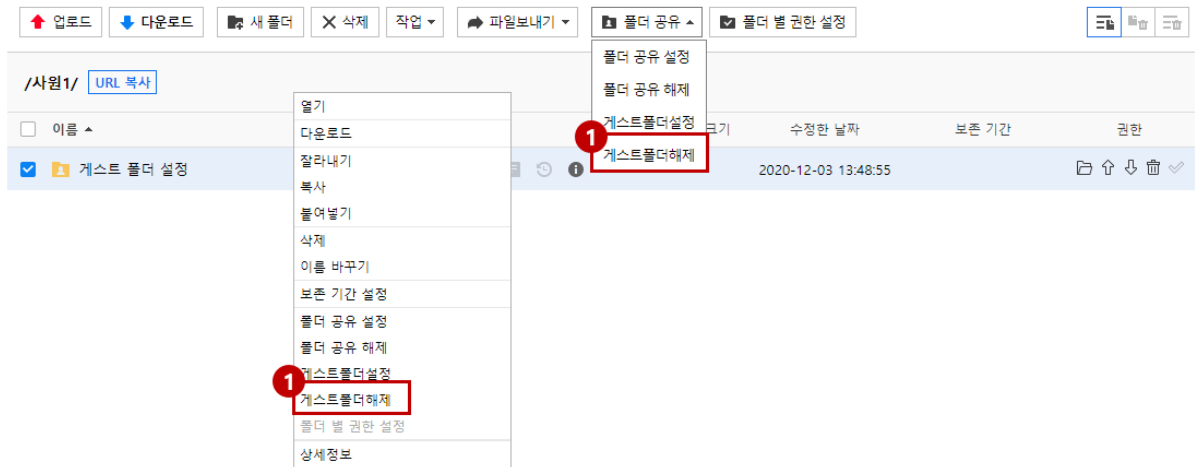 업로드 다운로드 새 폴더 삭제 작업 파일보내기 폴더 공유 폴더 별 권한 설정
폴더 공유 설정
폴더 공유 해제
게스트폴더설정
1
게스트폴더해제
/사원1/ URL 복사
이름 크기 수정한 날짜 보존 기간 권한
게스트 폴더 설정 2020-12-03 13:48:55
열기
다운로드
잘라내기
복사
붙여넣기
삭제
이름 바꾸기
보존 기간 설정
폴더 공유 설정
폴더 공유 해제
게스트폴더설정
1
게스트폴더해제
폴더 별 권한 설정
상세정보